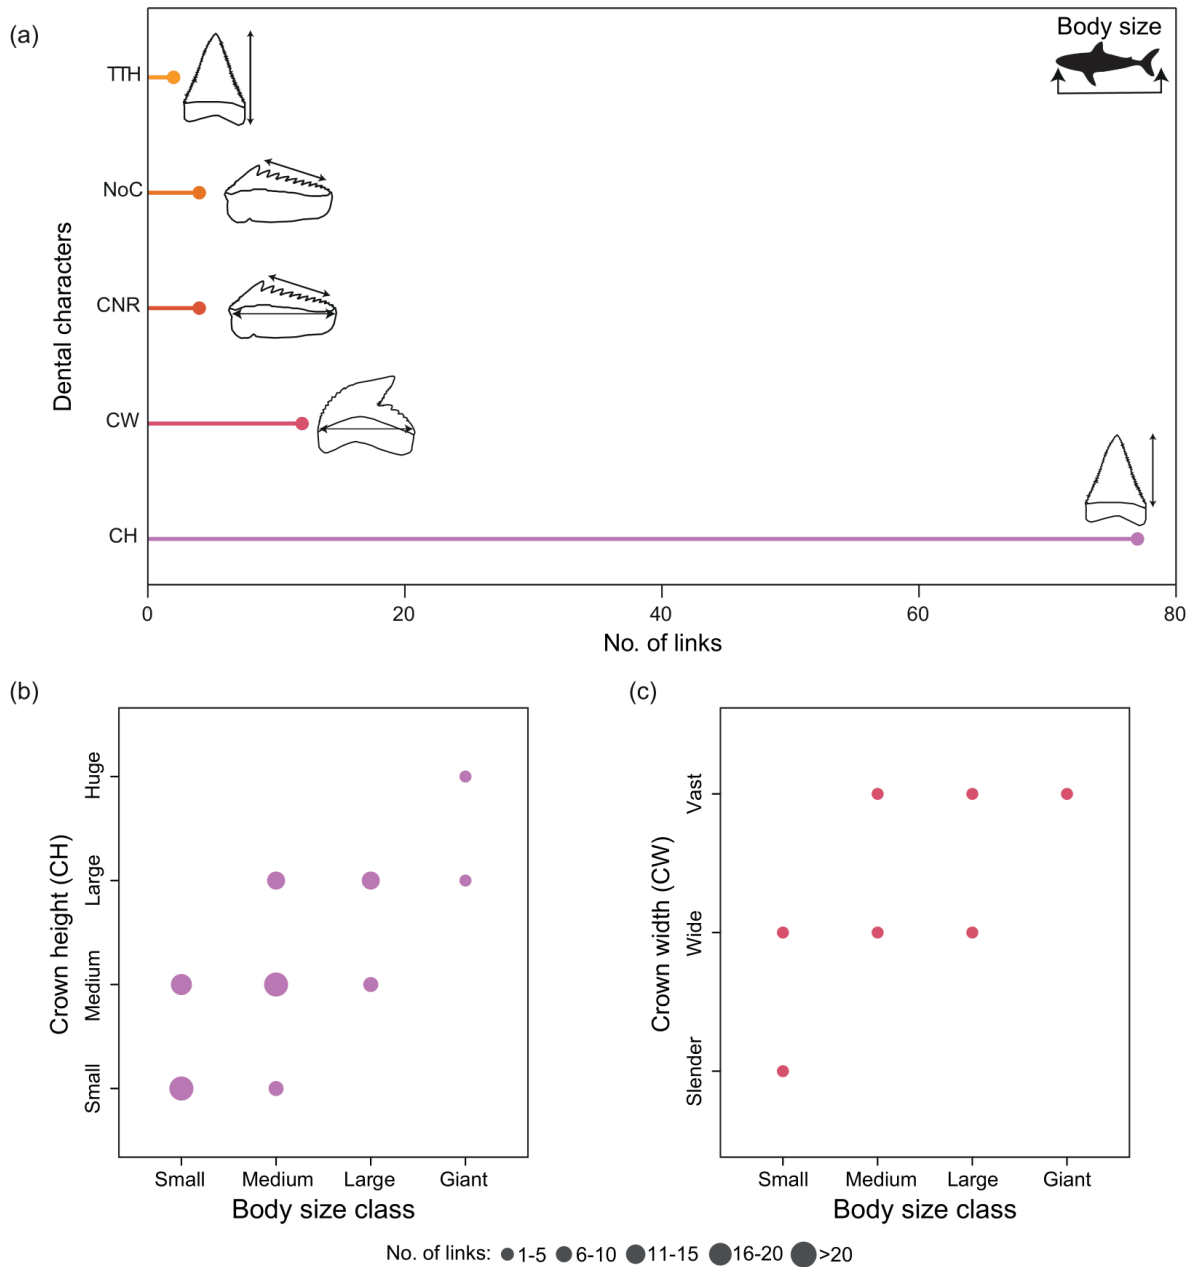 (a)
Body size
TTH
NoC
CNR
CW
CH
Dental characters
0 20 40 60 80
No. of links
(b)
Huge
Large
Medium
Small
Crown height (CH)
Small Medium Large Giant
Body size class
(c)
Vast
Wide
Slender
Crown width (CW)
Small Medium Large Giant
Body size class
No. of links: 1-5 6-10 11-15 16-20 >20